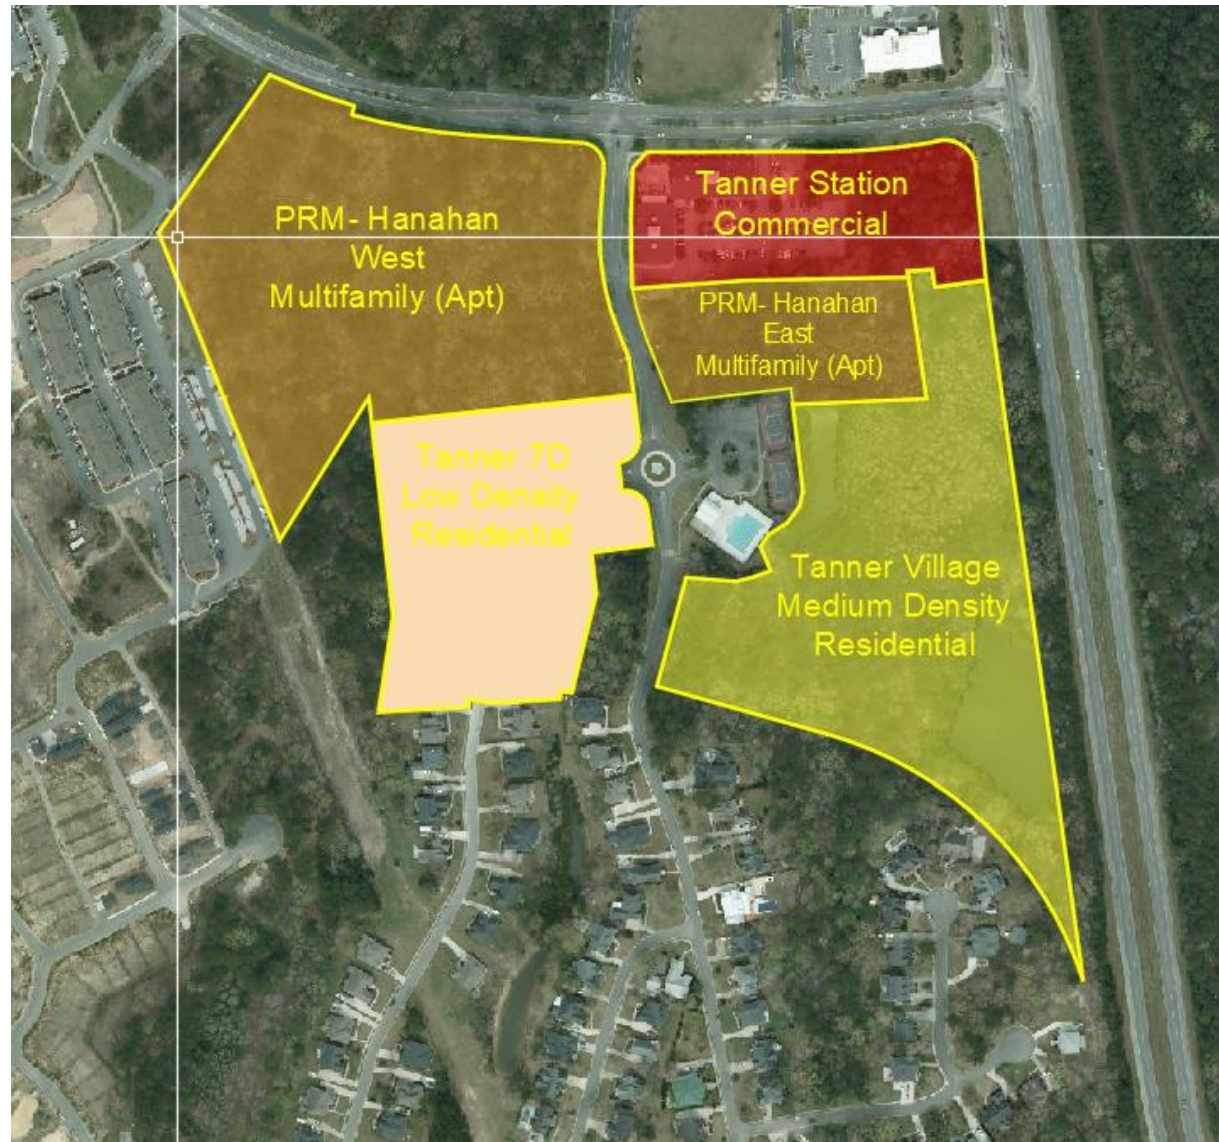 PRM- Hanahan
West
Multifamily (Apt)
Tanner Station
Commercial
PRM- Hanahan
East
Multifamily (Apt)
Tanner 7D
Low Density
Residential
Tanner Village
Medium Density
Residential